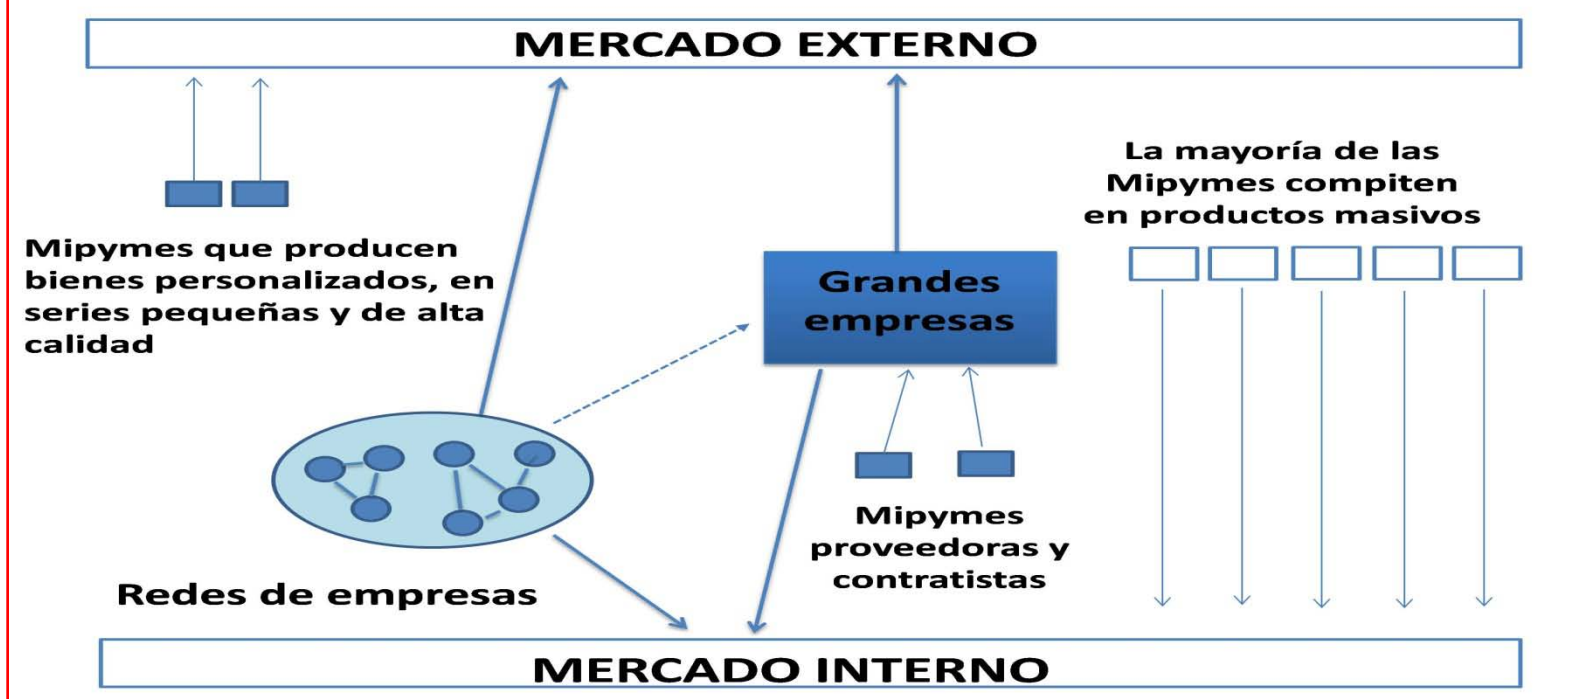 MERCADO EXTERNO
La mayoría de las
Mipymes compiten
en productos masivos
Mipymes que producen
bienes personalizados, en
series pequeñas y de alta
calidad
Grandes
empresas
Mipymes
proveedoras y
contratistas
Redes de empresas
MERCADO INTERNO